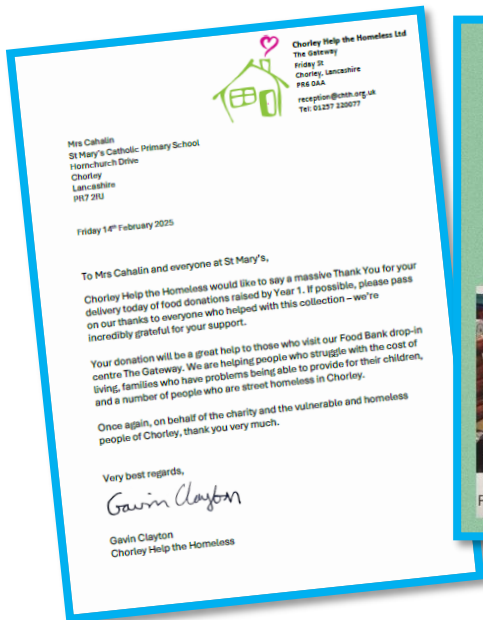 Chorley Help the Homeless Ltd
The Gateway
Friday St
Chorley, Lancashire
PR6 0AA
reception@chth.org.uk
Tel: 01257 220077
Mrs Cahalin
St Mary's Catholic Primary School
Hornchurch Drive
Chorley
Lancashire
PR7 2RJ
Friday 14th February 2025
To Mrs Cahalin and everyone at St Mary's,
Chorley Help the Homeless would like to say a massive Thank You for your
delivery today of food donations raised by Year 1. If possible, please pass
on our thanks to everyone who helped with this collection – we're
incredibly grateful for your support.
Your donation will be a great help to those who visit our Food Bank drop-in
centre The Gateway. We are helping people who struggle with the cost of
living, families who have problems being able to provide for their children,
and a number of people who are street homeless in Chorley.
Once again, on behalf of the charity and the vulnerable and homeless
people of Chorley, thank you very much.
Very best regards,
Gavin Clayton
Gavin Clayton
Chorley Help the Homeless